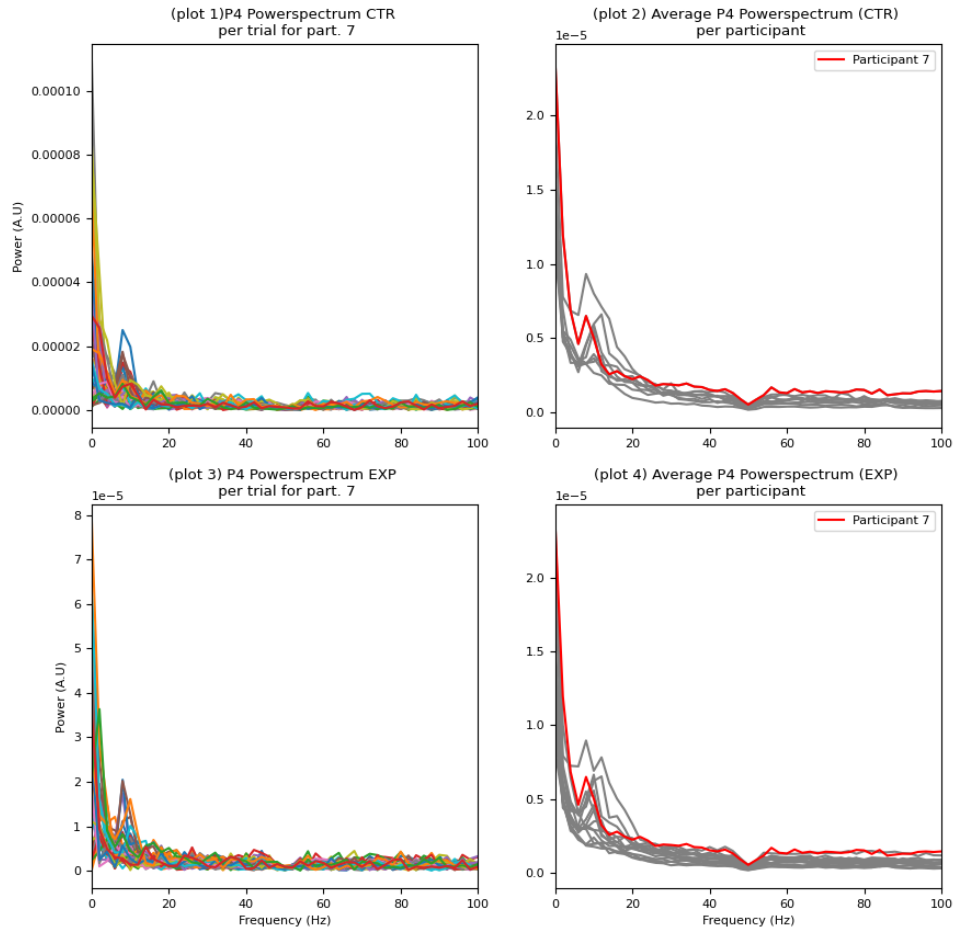 (plot 1)P4 Powerspectrum CTR
per trial for part. 7
0.00010
0.00008
0.00006
0.00004
0.00002
0.00000
Power (A.U)
0 20 40 60 80 100
(plot 2) Average P4 Powerspectrum (CTR)
per participant
1e-5
Participant 7
2.0
1.5
1.0
0.5
0.0
0 20 40 60 80 100
(plot 3) P4 Powerspectrum EXP
per trial for part. 7
1e-5
8
7
6
5
4
3
2
1
0
Power (A.U)
0 20 40 60 80 100
Frequency (Hz)
(plot 4) Average P4 Powerspectrum (EXP)
per participant
1e-5
Participant 7
2.0
1.5
1.0
0.5
0.0
0 20 40 60 80 100
Frequency (Hz)